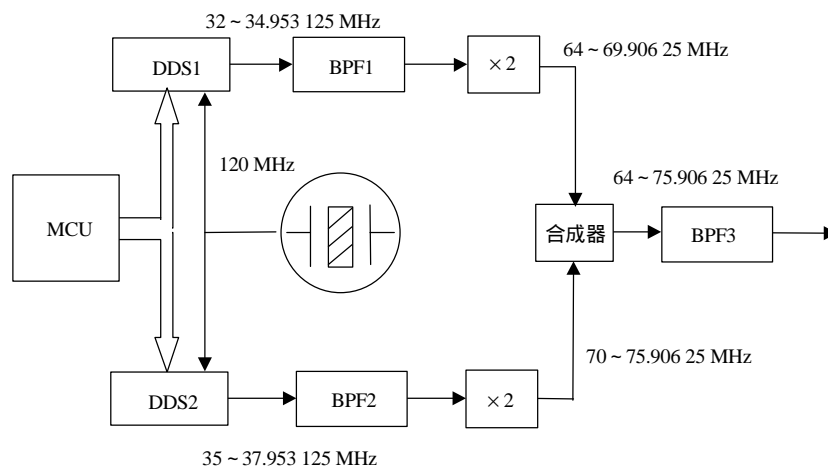 32 ~ 34.953 125 MHz
DDS1
BPF1
× 2
64 ~ 69.906 25 MHz
120 MHz
64 ~ 75.906 25 MHz
MCU
合成器
BPF3
70 ~ 75.906 25 MHz
DDS2
BPF2
× 2
35 ~ 37.953 125 MHz